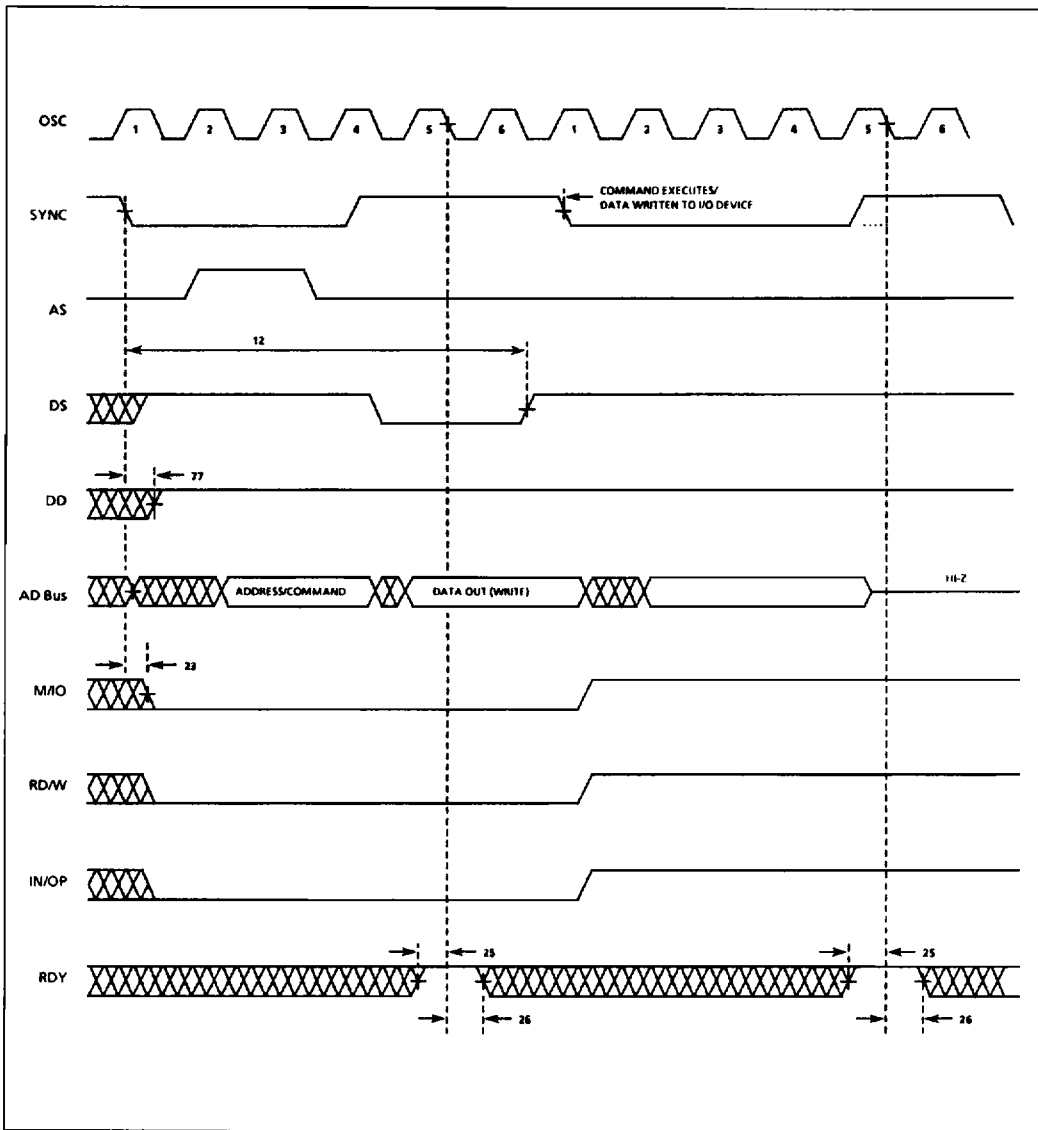 OSC
1 2 3 4 5 6 1 2 3 4 5 6
SYNC
COMMAND EXECUTES/
DATA WRITTEN TO I/O DEVICE
AS
12
DS
77
DD
AD Bus
ADDRESS/COMMAND
DATA OUT (WRITE)
HI-Z
23
M/IO
RD/W
IN/OP
25
25
RDY
26
26